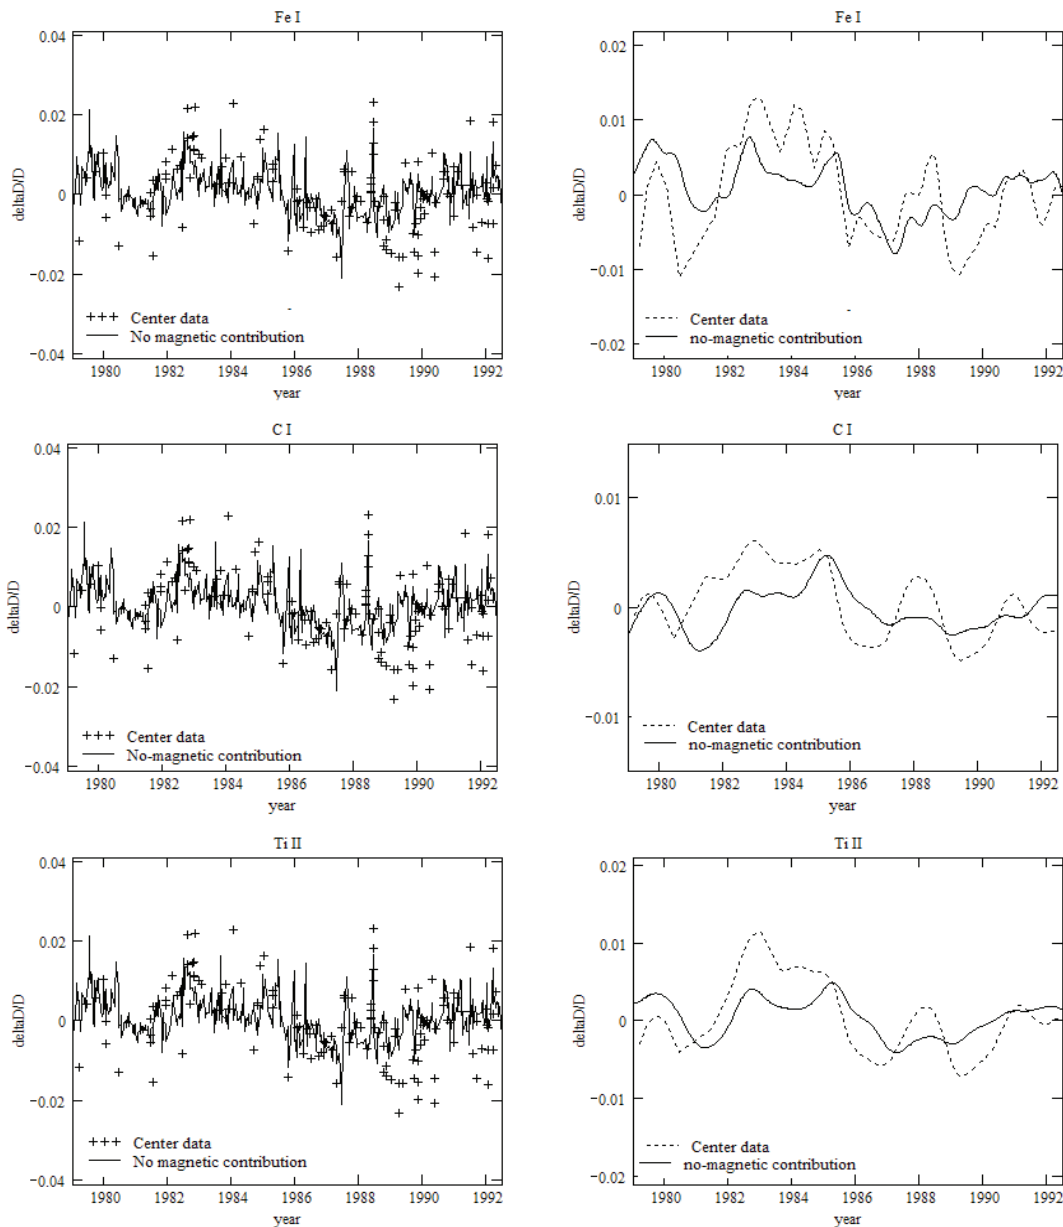 Fe I
0.04
0.02
0
−0.02
−0.04
deltaD/D
+++ Center data
No magnetic contribution
1980 1982 1984 1986 1988 1990 1992
year
Fe I
0.02
0.01
0
−0.01
−0.02
deltaD/D
Center data
no-magnetic contribution
1980 1982 1984 1986 1988 1990 1992
year
C I
0.04
0.02
0
−0.02
−0.04
deltaD/D
+++ Center data
No-magnetic contribution
1980 1982 1984 1986 1988 1990 1992
year
C I
0.01
0
−0.01
deltaD/D
Center data
no-magnetic contribution
1980 1982 1984 1986 1988 1990 1992
year
Ti II
0.04
0.02
0
−0.02
−0.04
deltaD/D
+++ Center data
No magnetic contribution
1980 1982 1984 1986 1988 1990 1992
year
Ti II
0.02
0.01
0
−0.01
−0.02
deltaD/D
Center data
no-magnetic contribution
1980 1982 1984 1986 1988 1990 1992
year